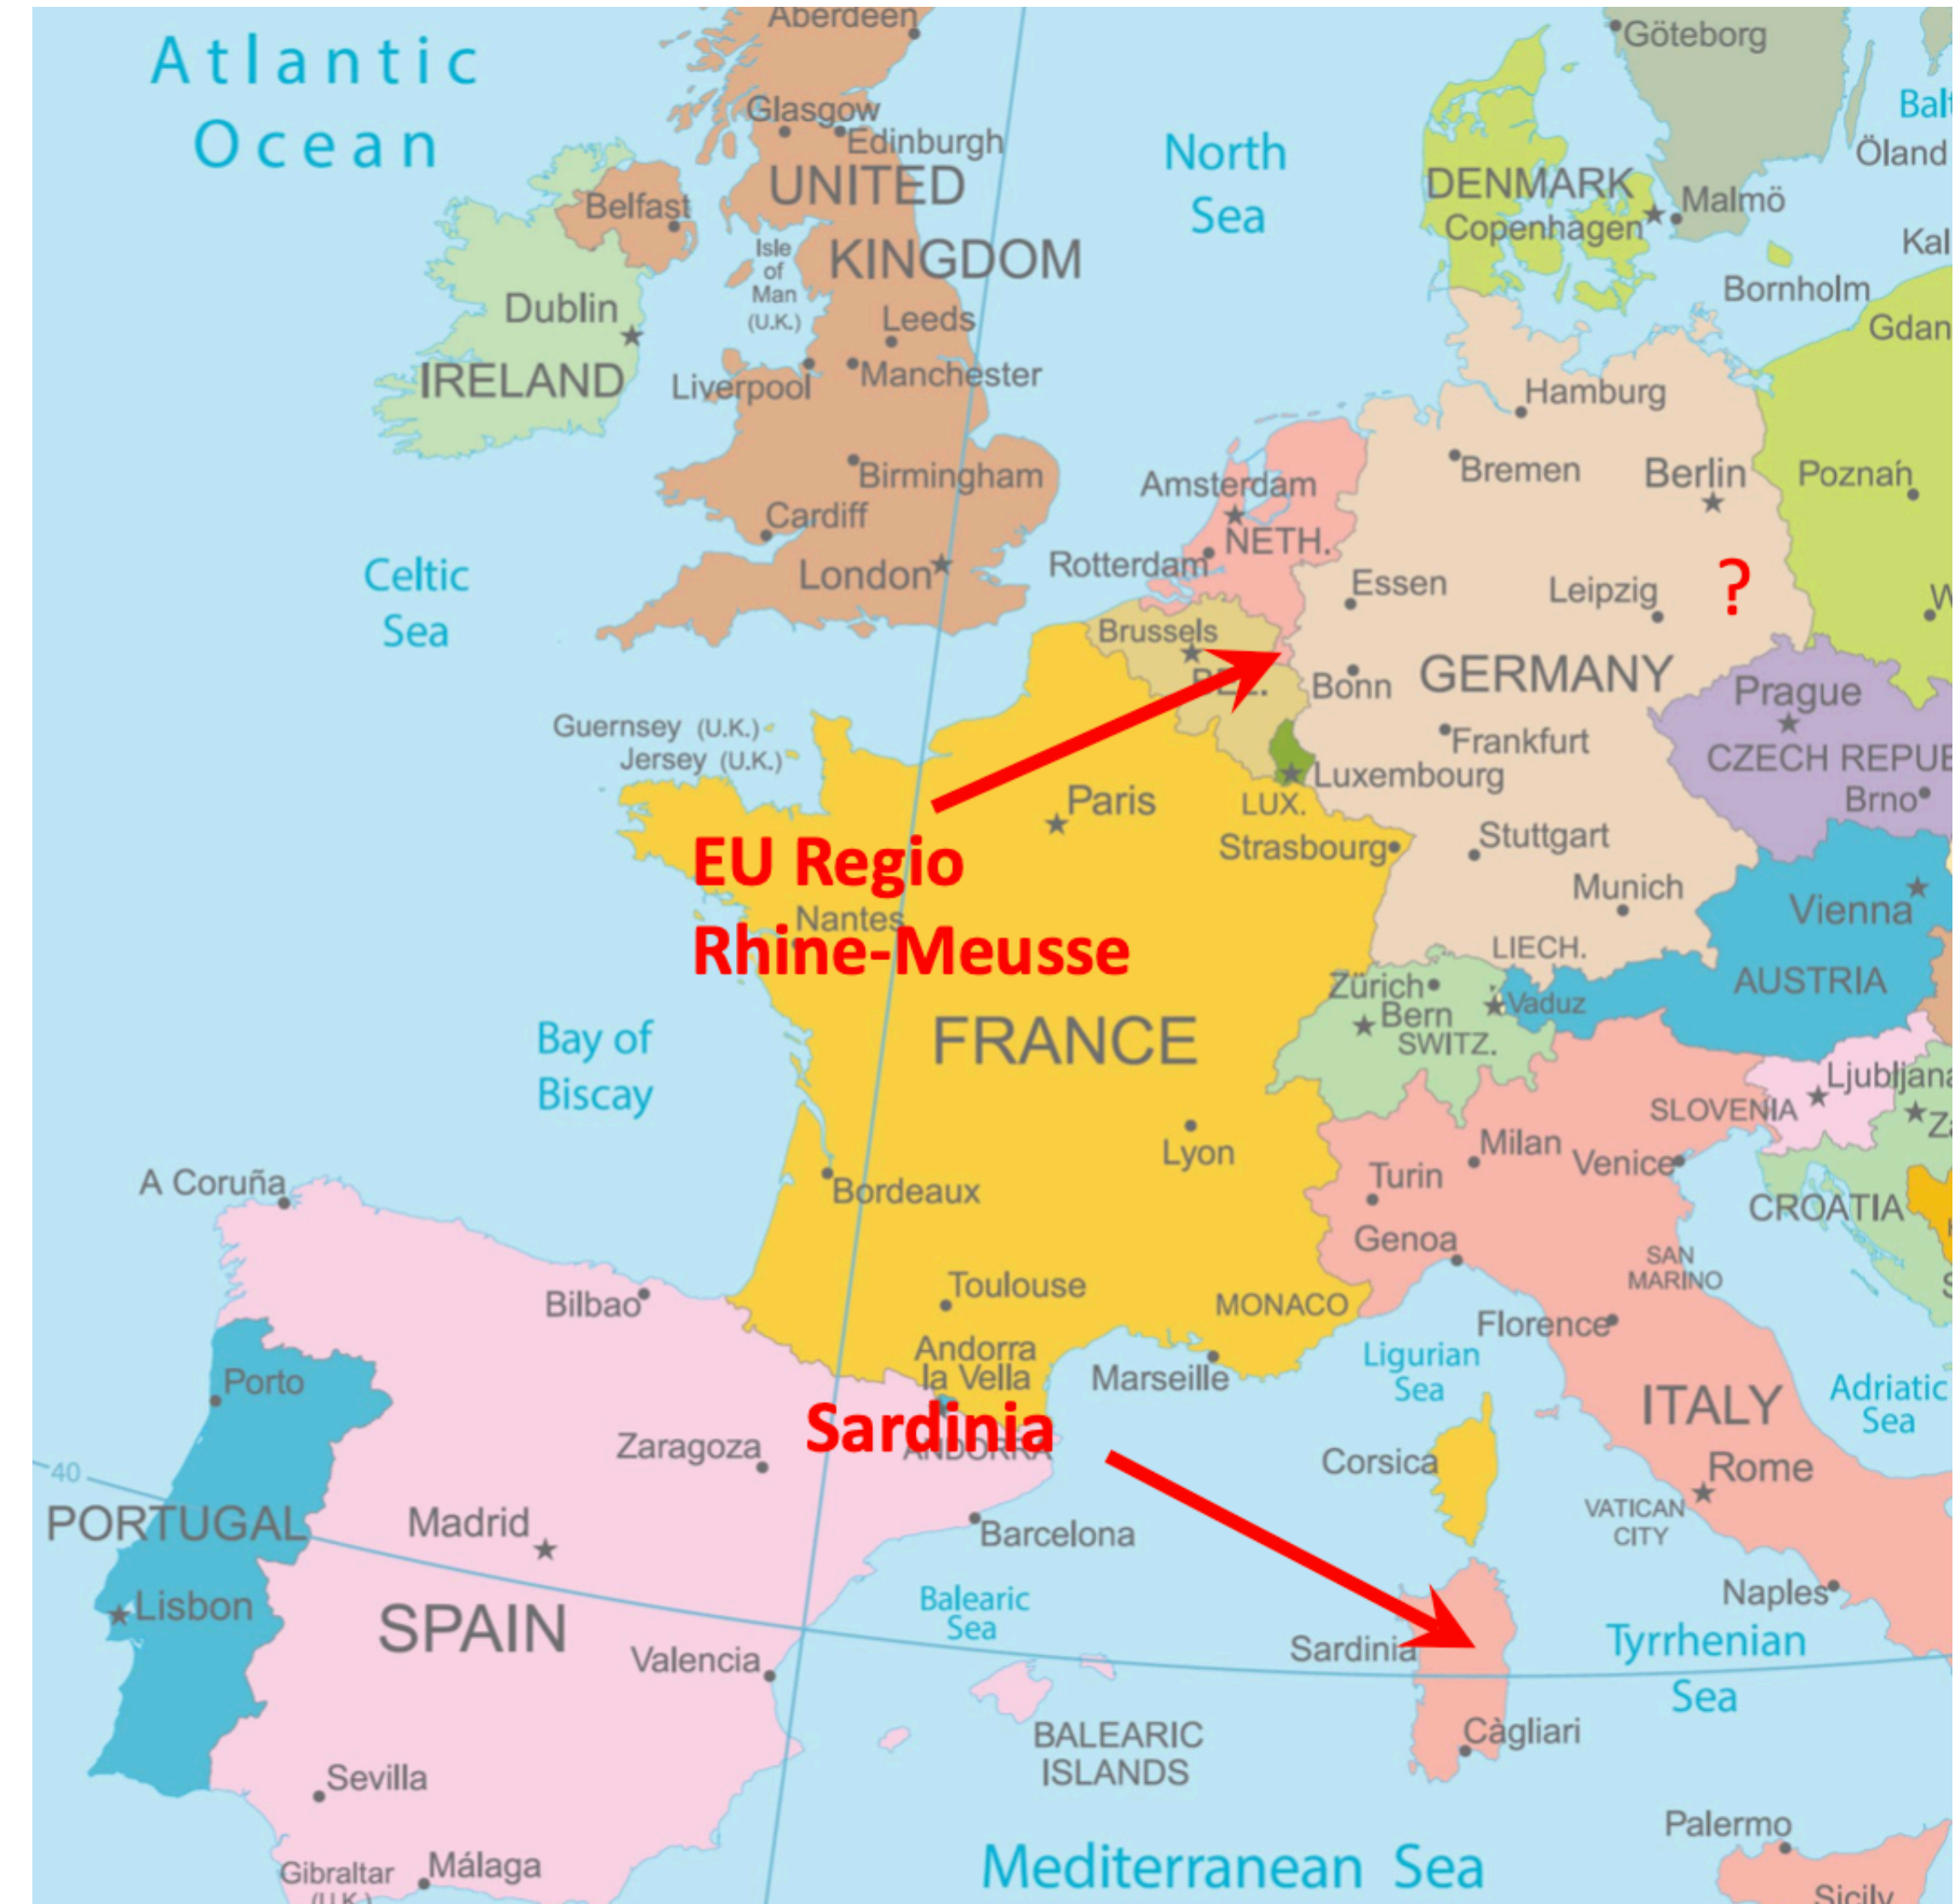 Aberdeen
Atlantic
Ocean
Göteborg
Glasgow
Edinburgh
UNITED
KINGDOM
North
Sea
Öland
DENMARK
Copenhagen
Malmö
Belfast
Isle
of
Man
(U.K.)
Bornholm
Dublin
IRELAND
Leeds
Liverpool
Manchester
Hamburg
Bremen
Berlin
Poznań
Birmingham
Amsterdam
NETH.
Cardiff
London
Rotterdam
Celtic
Sea
Essen
Leipzig
?
Brussels
BEL.
Bonn
GERMANY
Prague
Guernsey (U.K.)
Jersey (U.K.)
Frankfurt
CZECH REPUB
Luxembourg
LUX.
Brno
Paris
Strasbourg
Stuttgart
EU Regio
Rhine-Meusse
Nantes
Munich
Vienna
LIECH.
AUSTRIA
Zürich
Vaduz
Bern
SWITZ.
FRANCE
Bay of
Biscay
Ljubljana
SLOVENIA
Lyon
Milan
Venice
Turin
A Coruña
Bordeaux
CROATIA
Genoa
SAN
MARINO
Toulouse
MONACO
Bilbao
Florence
Andorra
la Vella
Marseille
Ligurian
Sea
Porto
ITALY
Adriatic
Sea
Sardinia
ANDORRA
Zaragoza
Corsica
Rome
40
VATICAN
CITY
PORTUGAL
Madrid
Barcelona
Lisbon
SPAIN
Balearic
Sea
Naples
Sardinia
Tyrrhenian
Sea
Valencia
BALEARIC
ISLANDS
Càgliari
Sevilla
Palermo
Gibraltar
(U.K.)
Málaga
Mediterranean Sea
Sicily